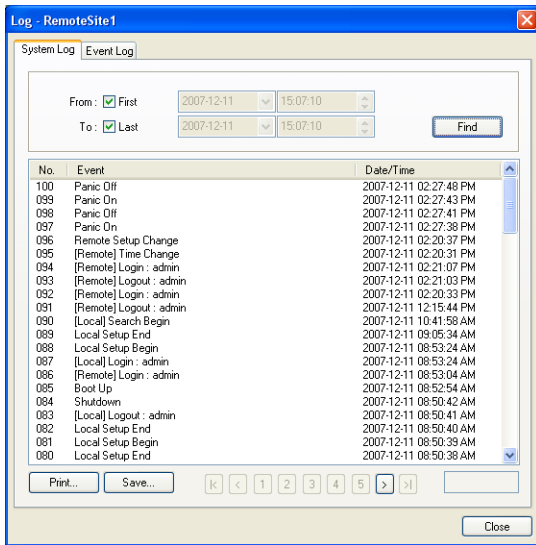 Log - RemoteSite1
System Log Event Log
From : First 2007-12-11 15:07:10
To : Last 2007-12-11 15:07:10 Find
No. Event Date/Time
100 Panic Off 2007-12-11 02:27:48 PM
099 Panic On 2007-12-11 02:27:43 PM
098 Panic Off 2007-12-11 02:27:41 PM
097 Panic On 2007-12-11 02:27:38 PM
096 Remote Setup Change 2007-12-11 02:20:37 PM
095 [Remote] Time Change 2007-12-11 02:20:31 PM
094 [Remote] Login : admin 2007-12-11 02:21:07 PM
093 [Remote] Logout : admin 2007-12-11 02:21:03 PM
092 [Remote] Login : admin 2007-12-11 02:20:33 PM
091 [Remote] Logout : admin 2007-12-11 12:15:44 PM
090 [Local] Search Begin 2007-12-11 10:41:58 AM
089 Local Setup End 2007-12-11 09:05:34 AM
088 Local Setup Begin 2007-12-11 08:53:24 AM
087 [Local] Login : admin 2007-12-11 08:53:24 AM
086 [Remote] Login : admin 2007-12-11 08:53:04 AM
085 Boot Up 2007-12-11 08:52:54 AM
084 Shutdown 2007-12-11 08:50:42 AM
083 [Local] Logout : admin 2007-12-11 08:50:41 AM
082 Local Setup End 2007-12-11 08:50:40 AM
081 Local Setup Begin 2007-12-11 08:50:39 AM
080 Local Setup End 2007-12-11 08:50:38 AM
Print... Save... 1 2 3 4 5
Close